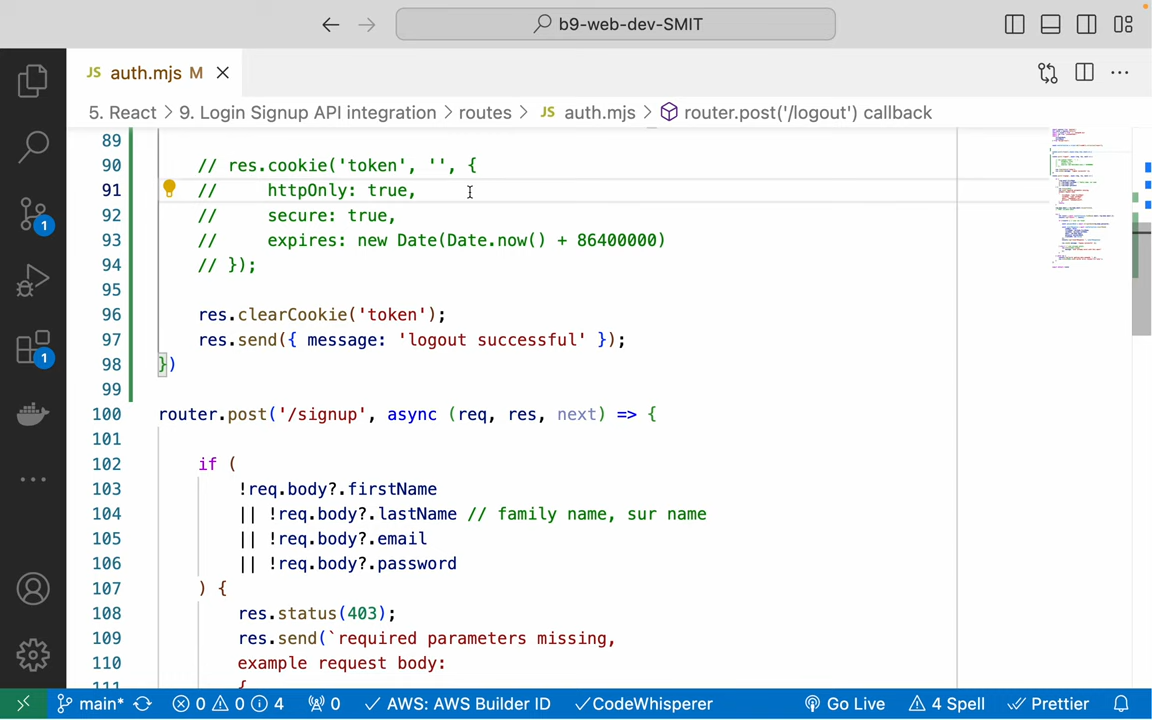 b9-web-dev-SMIT
JS auth.mjs M
5. React > 9. Login Signup API integration > routes > JS auth.mjs > router.post('/logout') callback
89
90 // res.cookie('token', '', {
91 // httpOnly: true,
92 // secure: true,
93 // expires: new Date(Date.now() + 86400000)
94 // });
95
96 res.clearCookie('token');
97 res.send({ message: 'logout successful' });
98 })
99
100 router.post('/signup', async (req, res, next) => {
101
102 if (
103 !req.body?.firstName
104 || !req.body?.lastName // family name, sur name
105 || !req.body?.email
106 || !req.body?.password
107 ) {
108 res.status(403);
109 res.send(`required parameters missing,
110 example request body:
111 {
1
1
main* 0 0 4 0 AWS: AWS Builder ID CodeWhisperer Go Live 4 Spell Prettier